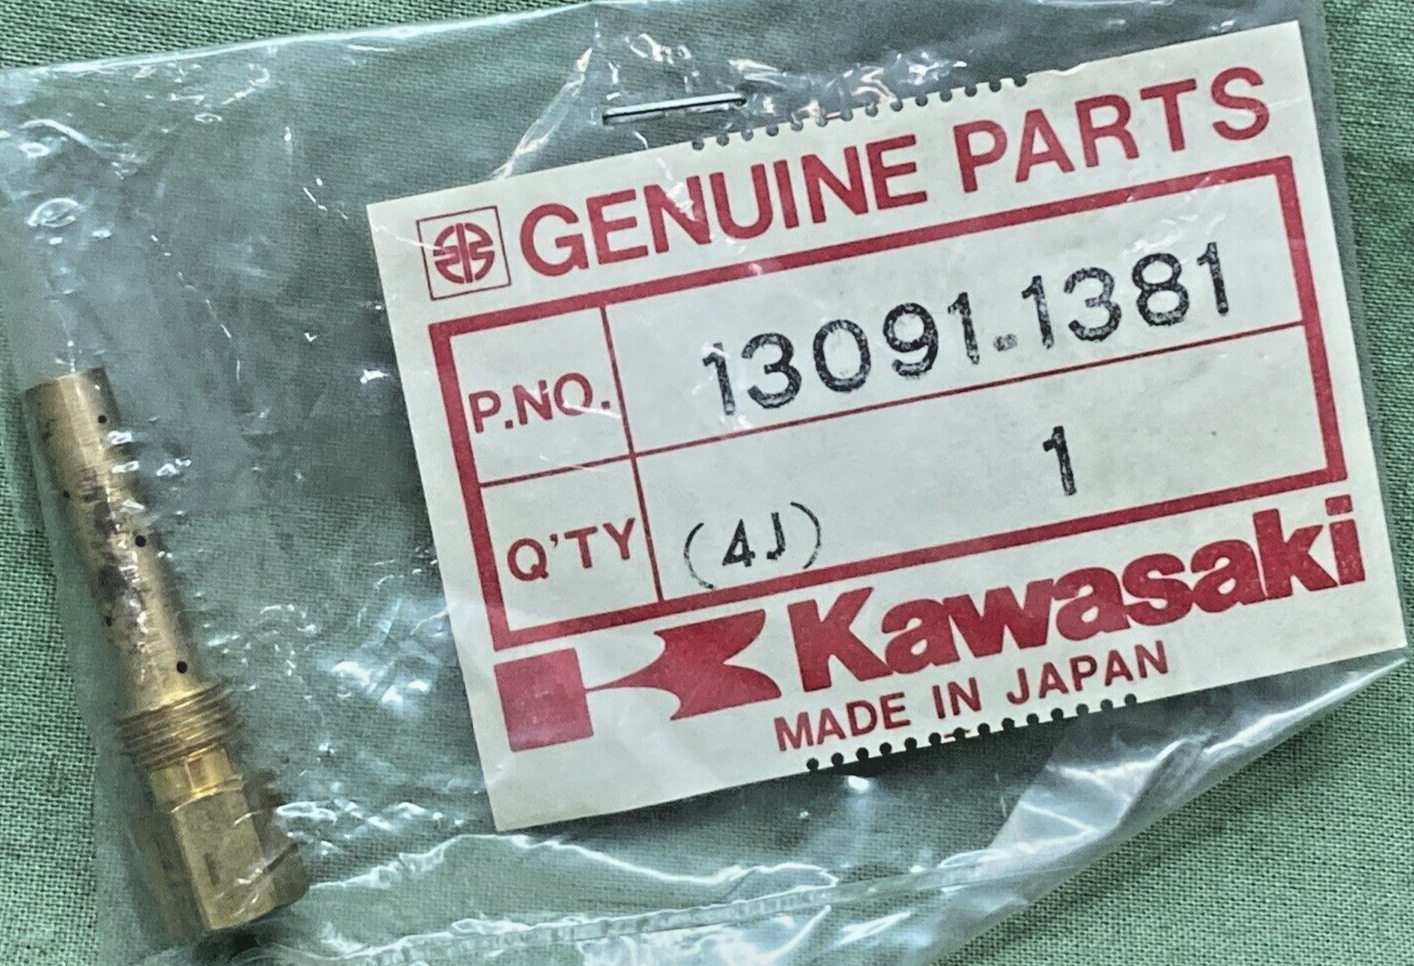 GENUINE PARTS
P.NO. 13091-1381
Q'TY (4J) 1
Kawasaki
MADE IN JAPAN